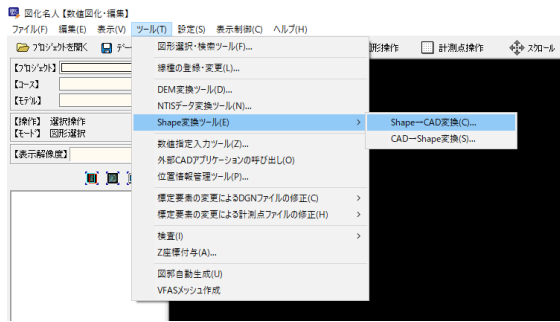 図化名人【数値図化・編集】
ファイル(F) 編集(E) 表示(V) ツール(T) 設定(S) 表示制御(C) ヘルプ(H)
プロジェクトを開く デー
図形選択・検索ツール(F)...
形操作 計測点操作 スクロール
【プロジェクト】
【コース】
【モデル】
線種の登録・変更(L)...
DEM変換ツール(D)...
NTISデータ変換ツール(N)...
【操作】 選択操作
【モード】 図形選択
Shape変換ツール(E) >
Shape→CAD変換(C)...
CAD→Shape変換(S)...
【表示解像度】
数値指定入力ツール(Z)...
外部CADアプリケーションの呼び出し(O)
位置情報管理ツール(P)...
標定要素の変更によるDGNファイルの修正(C) >
標定要素の変更による計測点ファイルの修正(H) >
検査(I) >
Z座標付与(A)...
図郭自動生成(U)
VFASメッシュ作成